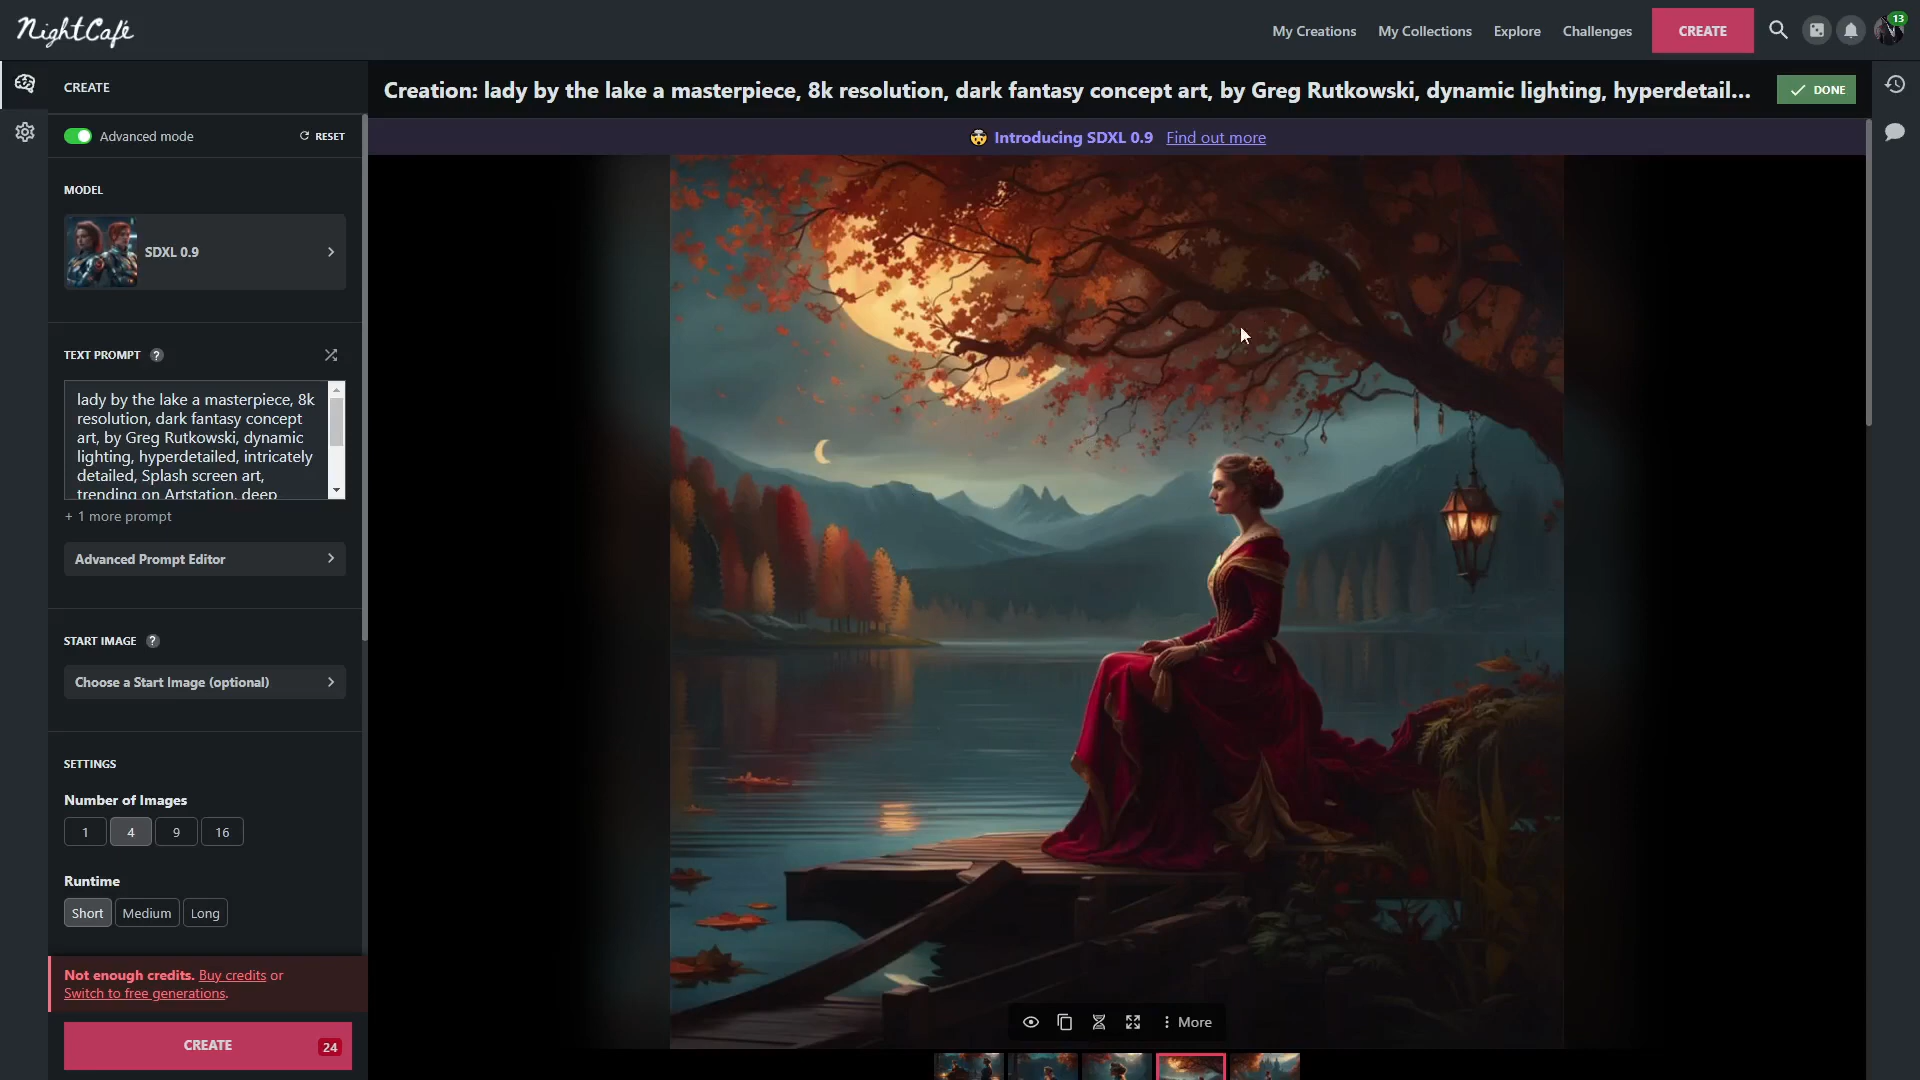 NightCafé
My Creations
My Collections
Explore
Challenges
CREATE
13
CREATE
Creation: lady by the lake a masterpiece, 8k resolution, dark fantasy concept art, by Greg Rutkowski, dynamic lighting, hyperdetail...
DONE
Advanced mode
RESET
Introducing SDXL 0.9 Find out more
MODEL
SDXL 0.9
TEXT PROMPT ?
lady by the lake a masterpiece, 8k
resolution, dark fantasy concept
art, by Greg Rutkowski, dynamic
lighting, hyperdetailed, intricately
detailed, Splash screen art,
trending on Artstation, deep
+ 1 more prompt
Advanced Prompt Editor
START IMAGE ?
Choose a Start Image (optional)
SETTINGS
Number of Images
1 4 9 16
Runtime
Short Medium Long
Not enough credits. Buy credits or
Switch to free generations.
CREATE 24
More